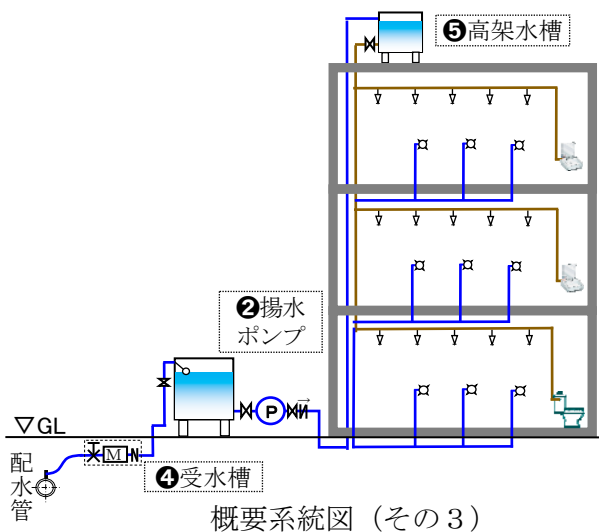 ❺高架水槽
❷揚水
ポンプ
P
▽GL
M
❹受水槽
配
水
管
概要系統図（その３）